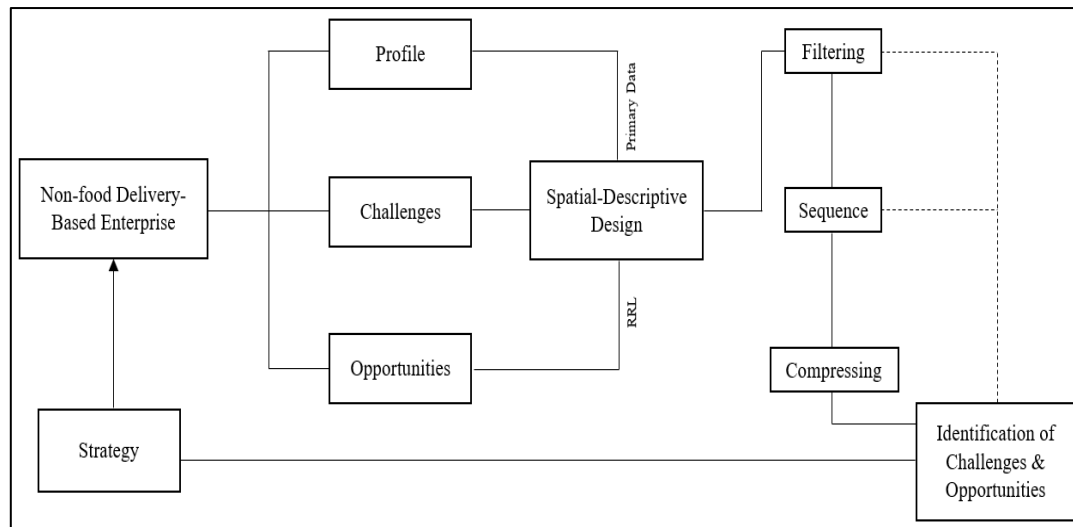 Profile
Filtering
Primary Data
Non-food Delivery-
Based Enterprise
Challenges
Spatial-Descriptive
Design
Sequence
RRL
Opportunities
Compressing
Strategy
Identification of
Challenges &
Opportunities